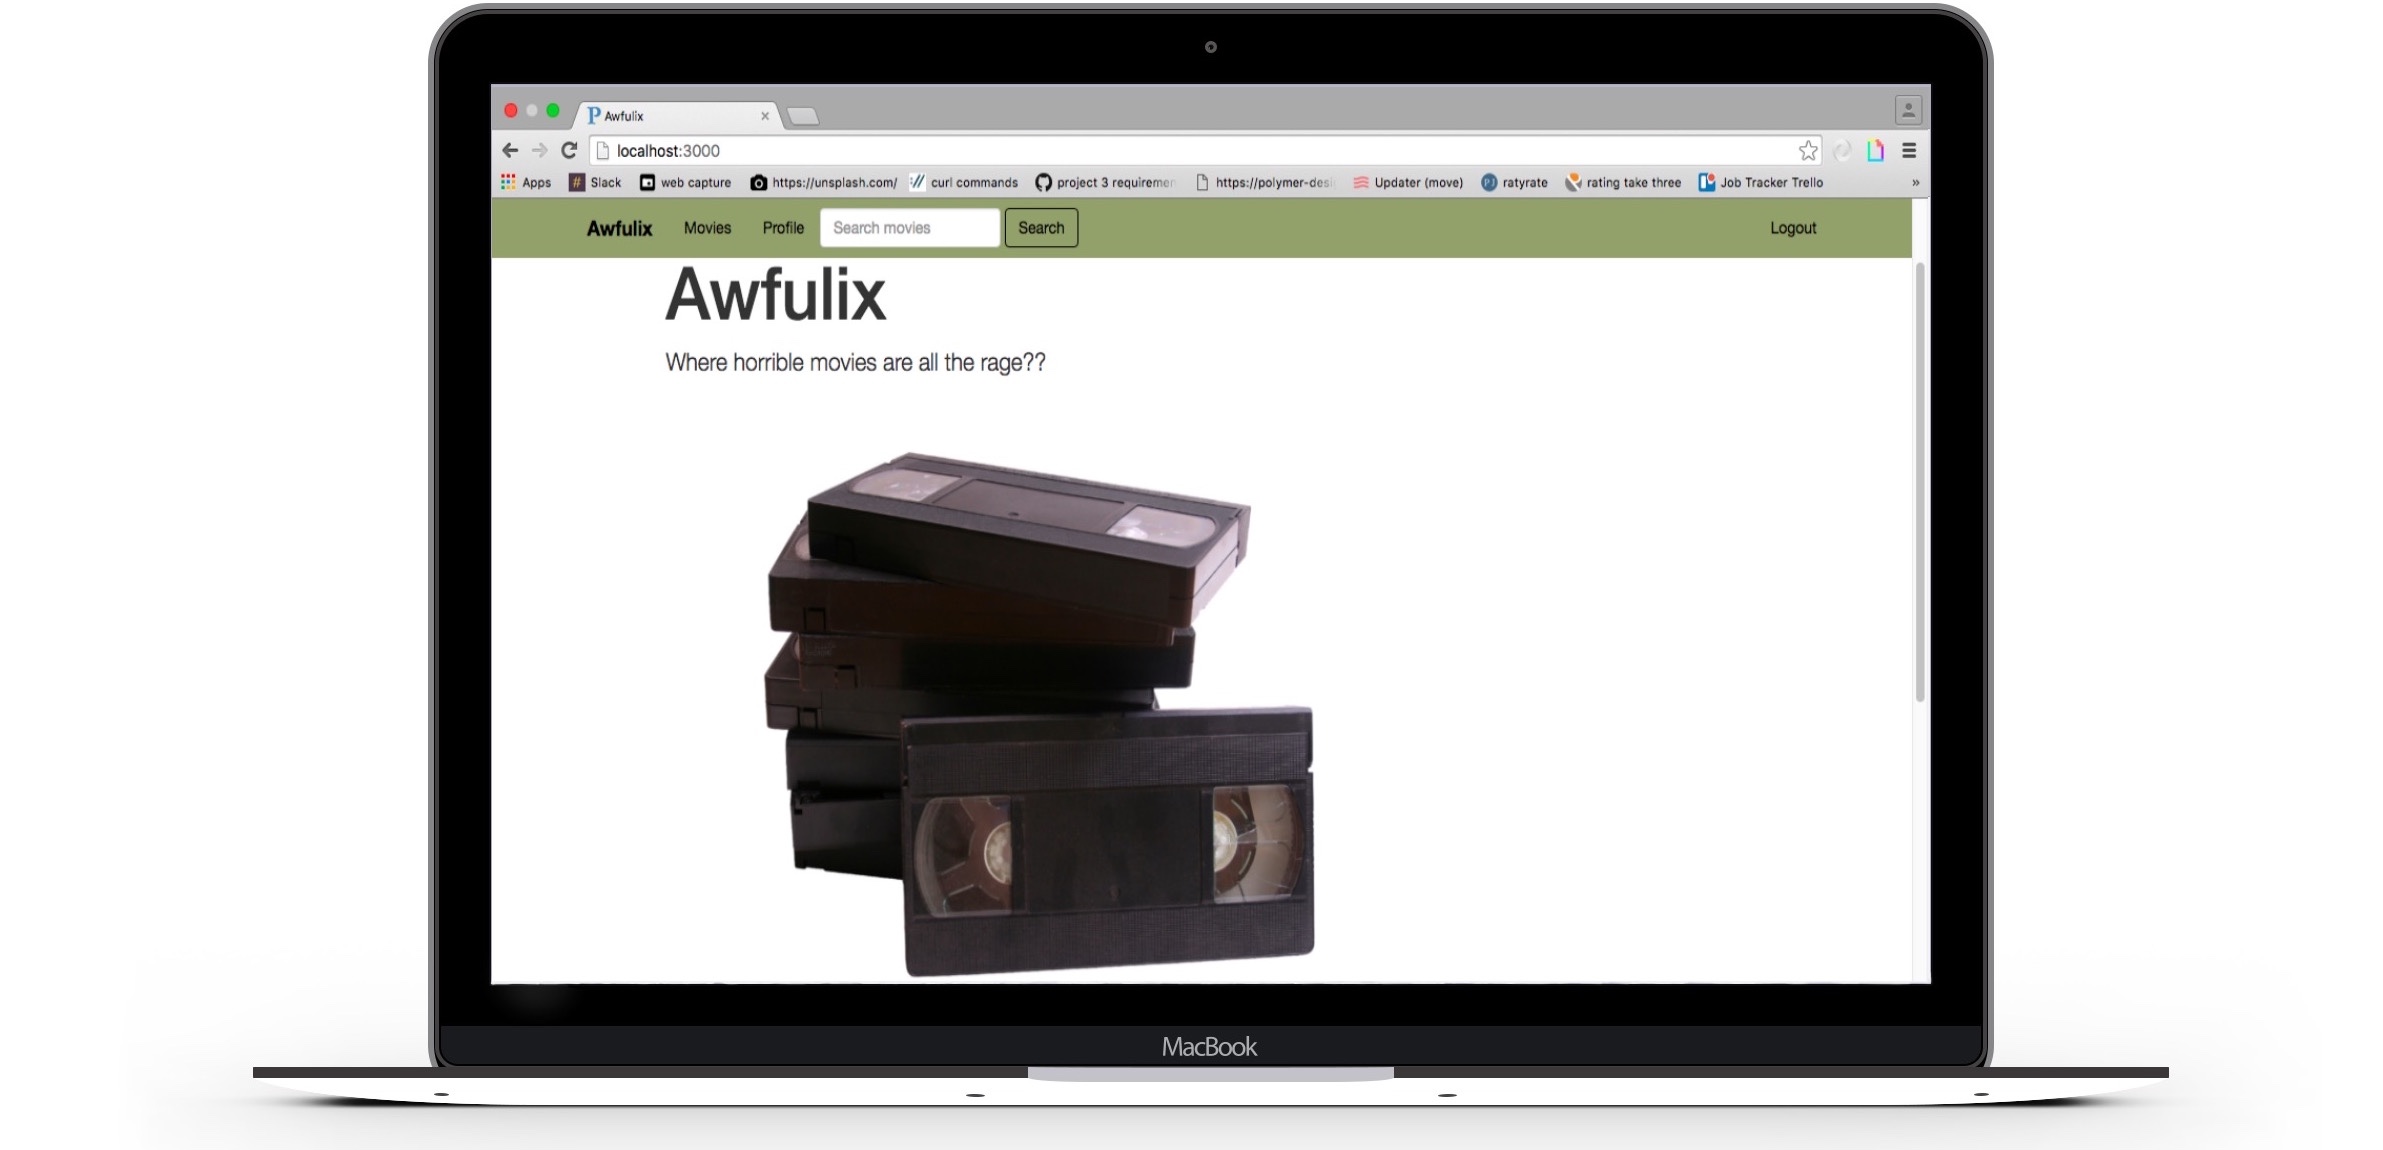 Awfulix
localhost:3000
Apps Slack web capture https://unsplash.com/ curl commands project 3 requiremen https://polymer-desi Updater (move) ratyrate rating take three Job Tracker Trello »
Awfulix Movies Profile Search movies Search Logout
Awfulix
Where horrible movies are all the rage??
MacBook